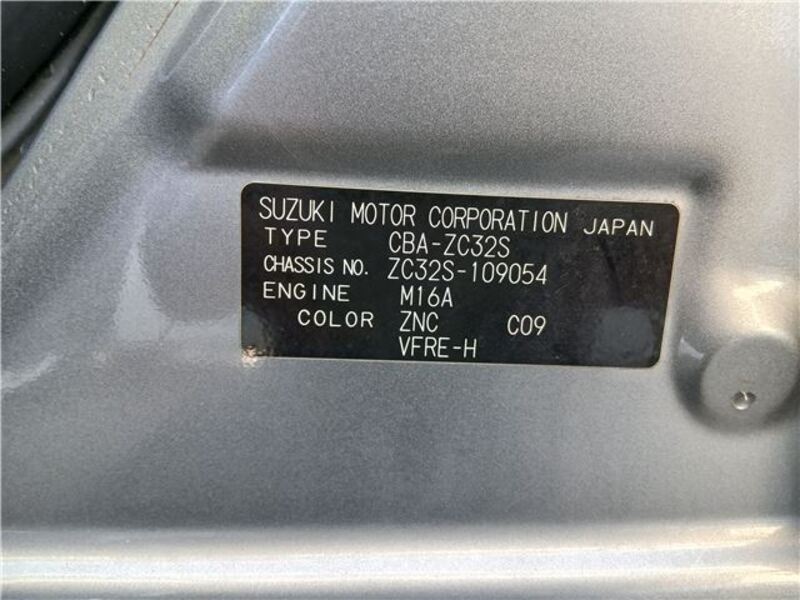 SUZUKI MOTOR CORPORATION JAPAN
TYPE CBA-ZC32S
CHASSIS NO. ZC32S-109054
ENGINE M16A
COLOR ZNC C09
VFRE-H